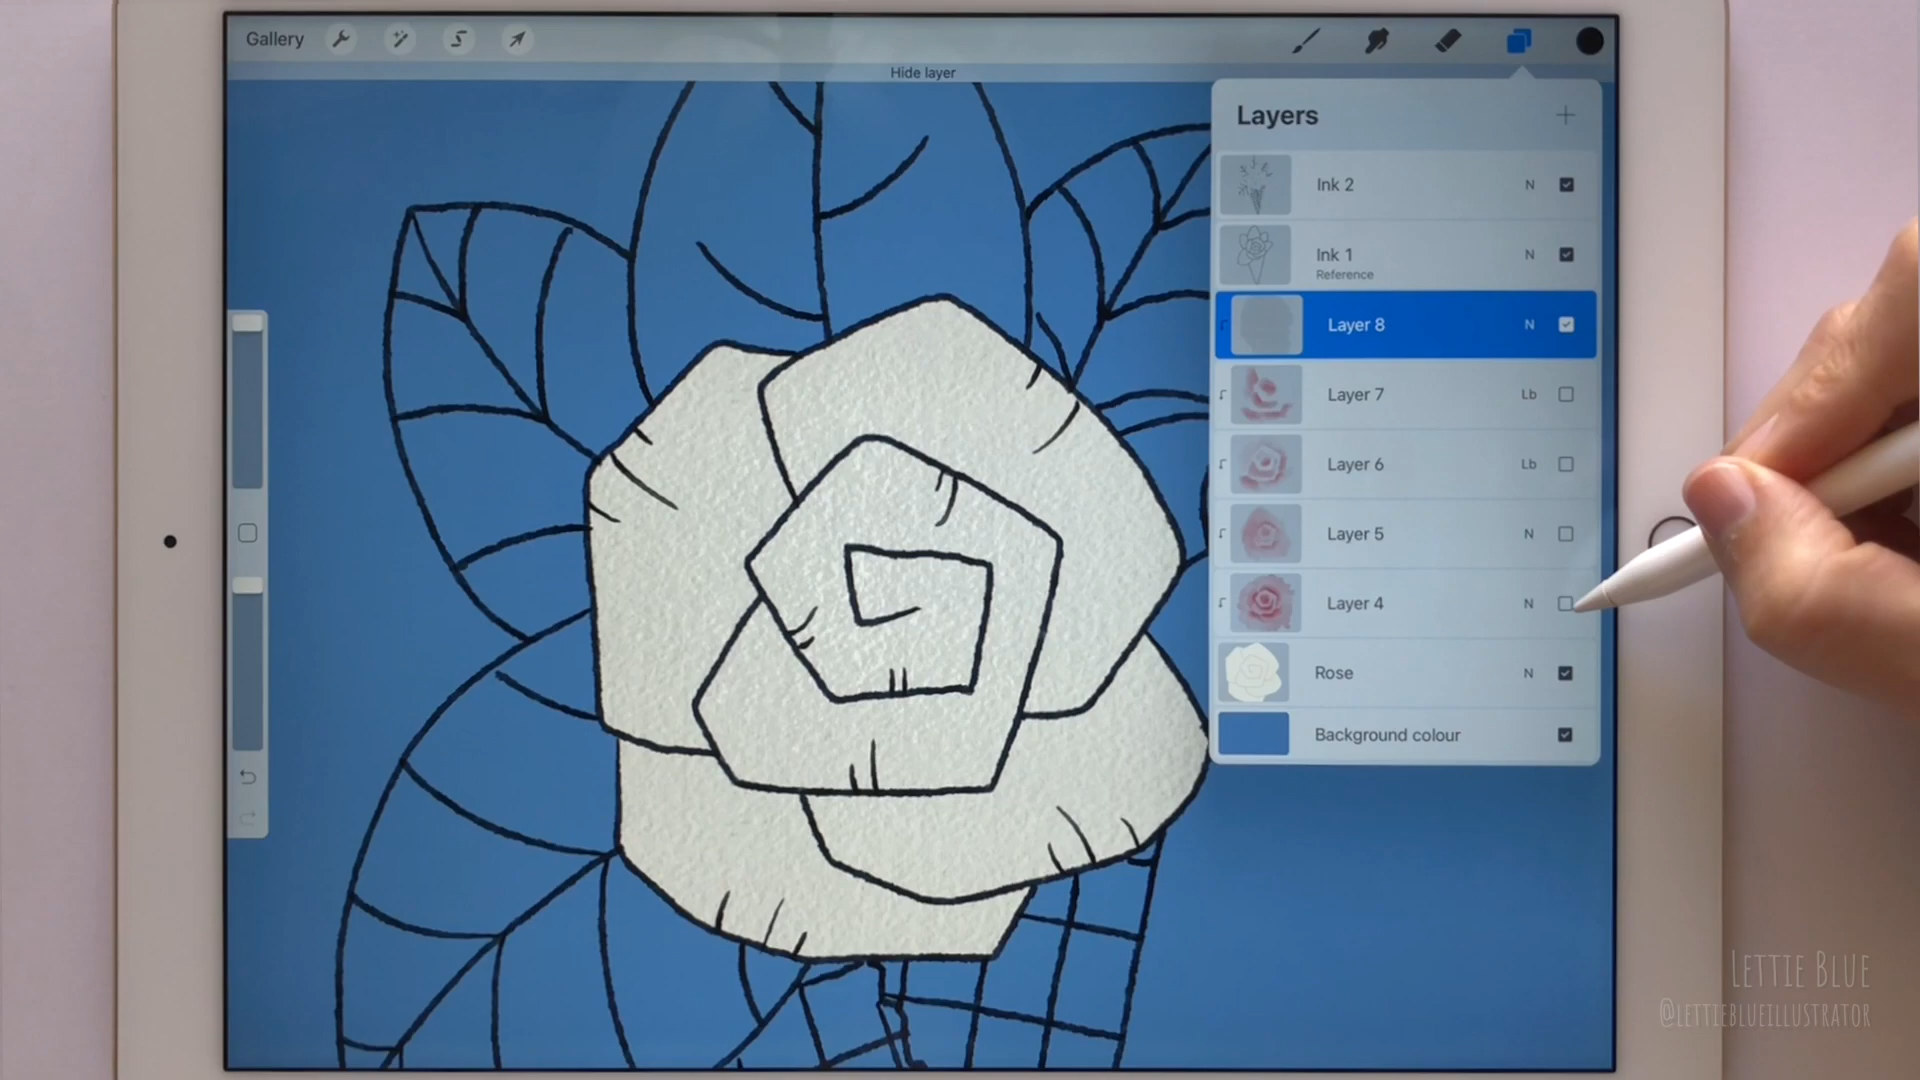 Gallery
Hide layer
Layers
Ink 2 N
Ink 1 N
Reference
Layer 8 N
Layer 7 Lb
Layer 6 Lb
Layer 5 N
Layer 4 N
Rose N
Background colour
LETTIE BLUE
@LETTIEBLUEILLUSTRATOR